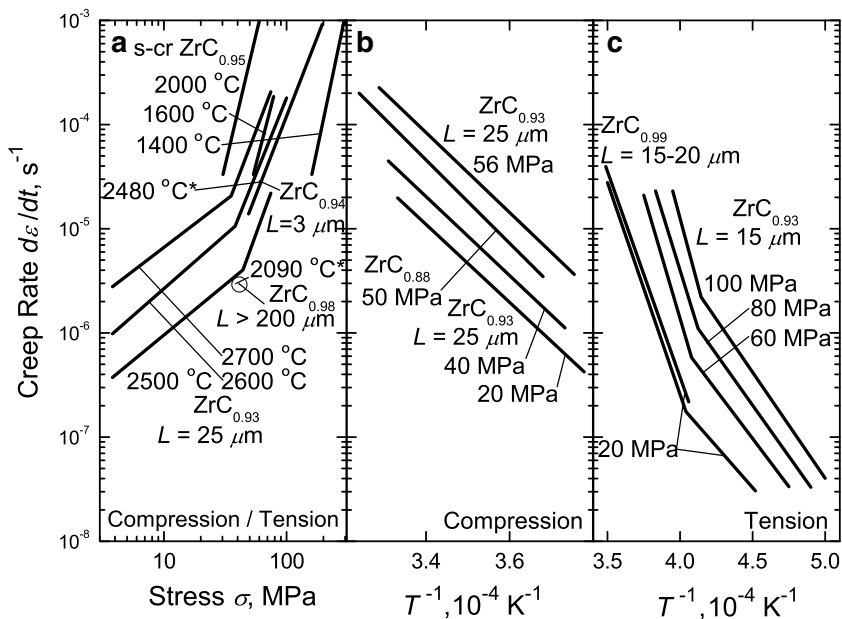 Creep Rate dε/dt, s⁻¹
10⁻³
10⁻⁴
10⁻⁵
10⁻⁶
10⁻⁷
10⁻⁸
a
s-cr ZrC₀.₉₅
2000 °C
1600 °C
1400 °C
2480 °C*
ZrC₀.₉₄
L=3 μm
2090 °C*
ZrC₀.₉₈
L > 200 μm
2700 °C
2500 °C
2600 °C
ZrC₀.₉₃
L = 25 μm
Compression / Tension
10
100
Stress σ, MPa
b
ZrC₀.₉₃
L = 25 μm
56 MPa
ZrC₀.₈₈
50 MPa
ZrC₀.₉₃
L = 25 μm
40 MPa
20 MPa
Compression
3.4
3.6
T⁻¹,10⁻⁴ K⁻¹
c
ZrC₀.₉₉
L = 15-20 μm
ZrC₀.₉₃
L = 15 μm
100 MPa
80 MPa
60 MPa
20 MPa
Tension
3.5
4.0
4.5
5.0
T⁻¹,10⁻⁴ K⁻¹